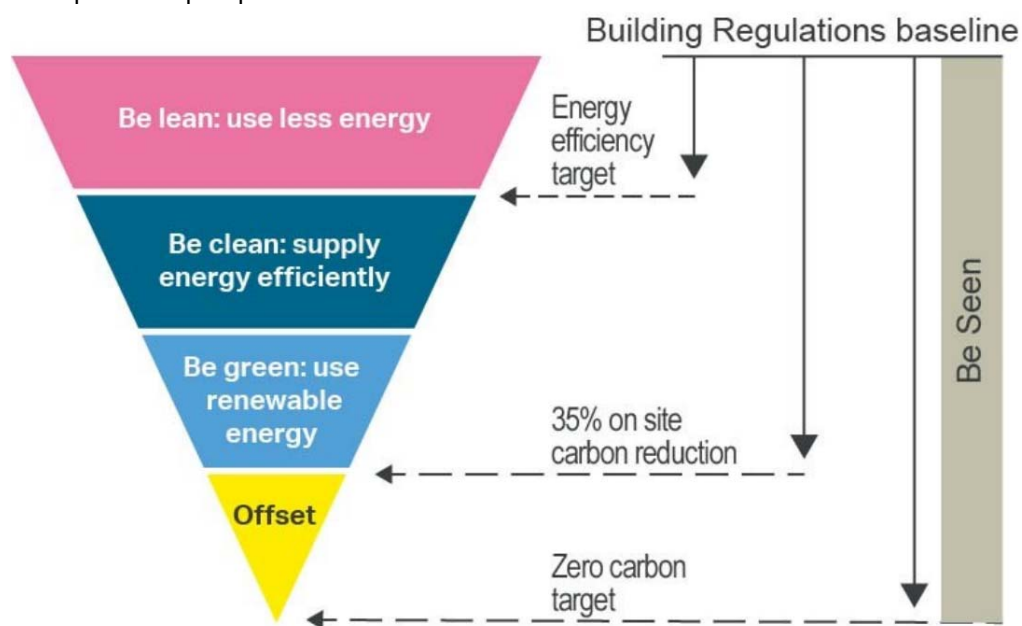 Building Regulations baseline
Be lean: use less energy
Energy
efficiency
target
Be clean: supply
energy efficiently
Be Seen
Be green: use
renewable
energy
35% on site
carbon reduction
Offset
Zero carbon
target